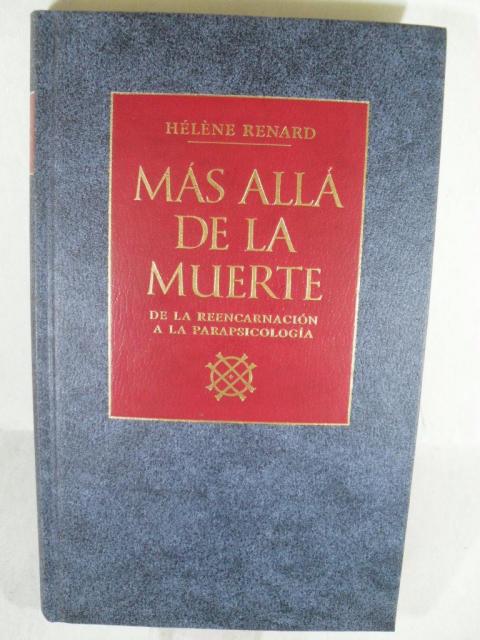 HÉLÈNE RENARD
MÁS ALLÁ
DE LA
MUERTE
DE LA REENCARNACIÓN
A LA PARAPSICOLOGÍA